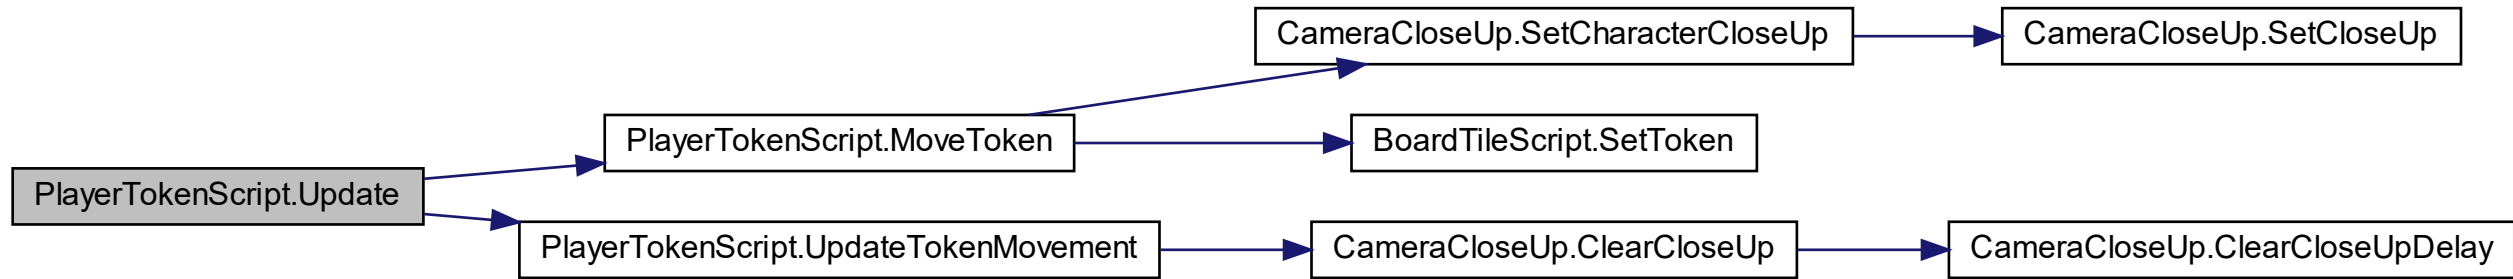 CameraCloseUp.SetCharacterCloseUp
CameraCloseUp.SetCloseUp
PlayerTokenScript.MoveToken
BoardTileScript.SetToken
PlayerTokenScript.Update
PlayerTokenScript.UpdateTokenMovement
CameraCloseUp.ClearCloseUp
CameraCloseUp.ClearCloseUpDelay